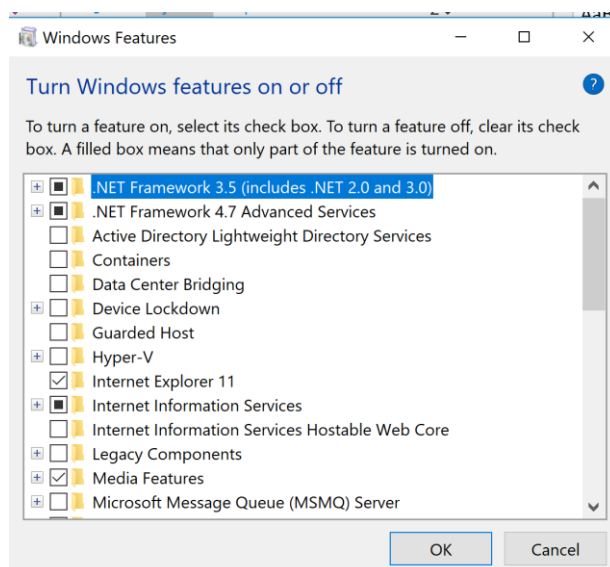 Windows Features
Turn Windows features on or off
?
To turn a feature on, select its check box. To turn a feature off, clear its check
box. A filled box means that only part of the feature is turned on.
.NET Framework 3.5 (includes .NET 2.0 and 3.0)
.NET Framework 4.7 Advanced Services
Active Directory Lightweight Directory Services
Containers
Data Center Bridging
Device Lockdown
Guarded Host
Hyper-V
Internet Explorer 11
Internet Information Services
Internet Information Services Hostable Web Core
Legacy Components
Media Features
Microsoft Message Queue (MSMQ) Server
OK Cancel